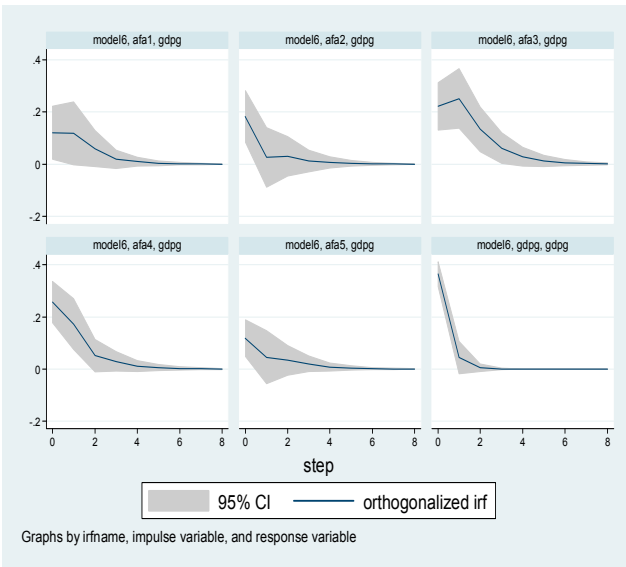 model6, afa1, gdpg
model6, afa2, gdpg
model6, afa3, gdpg
.4
.2
0
-.2
model6, afa4, gdpg
model6, afa5, gdpg
model6, gdpg, gdpg
.4
.2
0
-.2
0 2 4 6 8
0 2 4 6 8
0 2 4 6 8
step
95% CI
orthogonalized irf
Graphs by irfname, impulse variable, and response variable